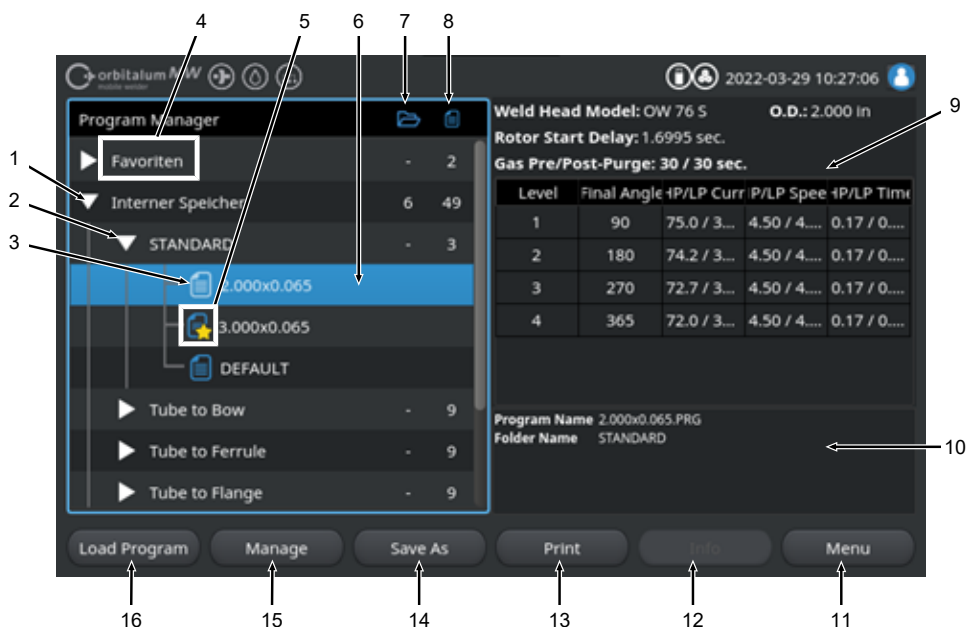 4 5 6 7 8
orbitalum MW
mobile welder
2022-03-29 10:27:06
Program Manager
Weld Head Model: OW 76 S O.D.: 2.000 in
Rotor Start Delay: 1.6995 sec.
Gas Pre/Post-Purge: 30 / 30 sec.
9
1
2
3
Favoriten - 2
Interner Speicher 6 49
STANDARD - 3
2.000x0.065
3.000x0.065
DEFAULT
Tube to Bow - 9
Tube to Ferrule - 9
Tube to Flange - 9
Level Final Angle HP/LP Curr IP/LP Spee HP/LP Time
1 90 75.0 / 3... 4.50 / 4.... 0.17 / 0....
2 180 74.2 / 3... 4.50 / 4.... 0.17 / 0....
3 270 72.7 / 3... 4.50 / 4.... 0.17 / 0....
4 365 72.0 / 3... 4.50 / 4.... 0.17 / 0....
Program Name 2.000x0.065.PRG
Folder Name STANDARD
10
Load Program Manage Save As Print Info Menu
16 15 14 13 12 11